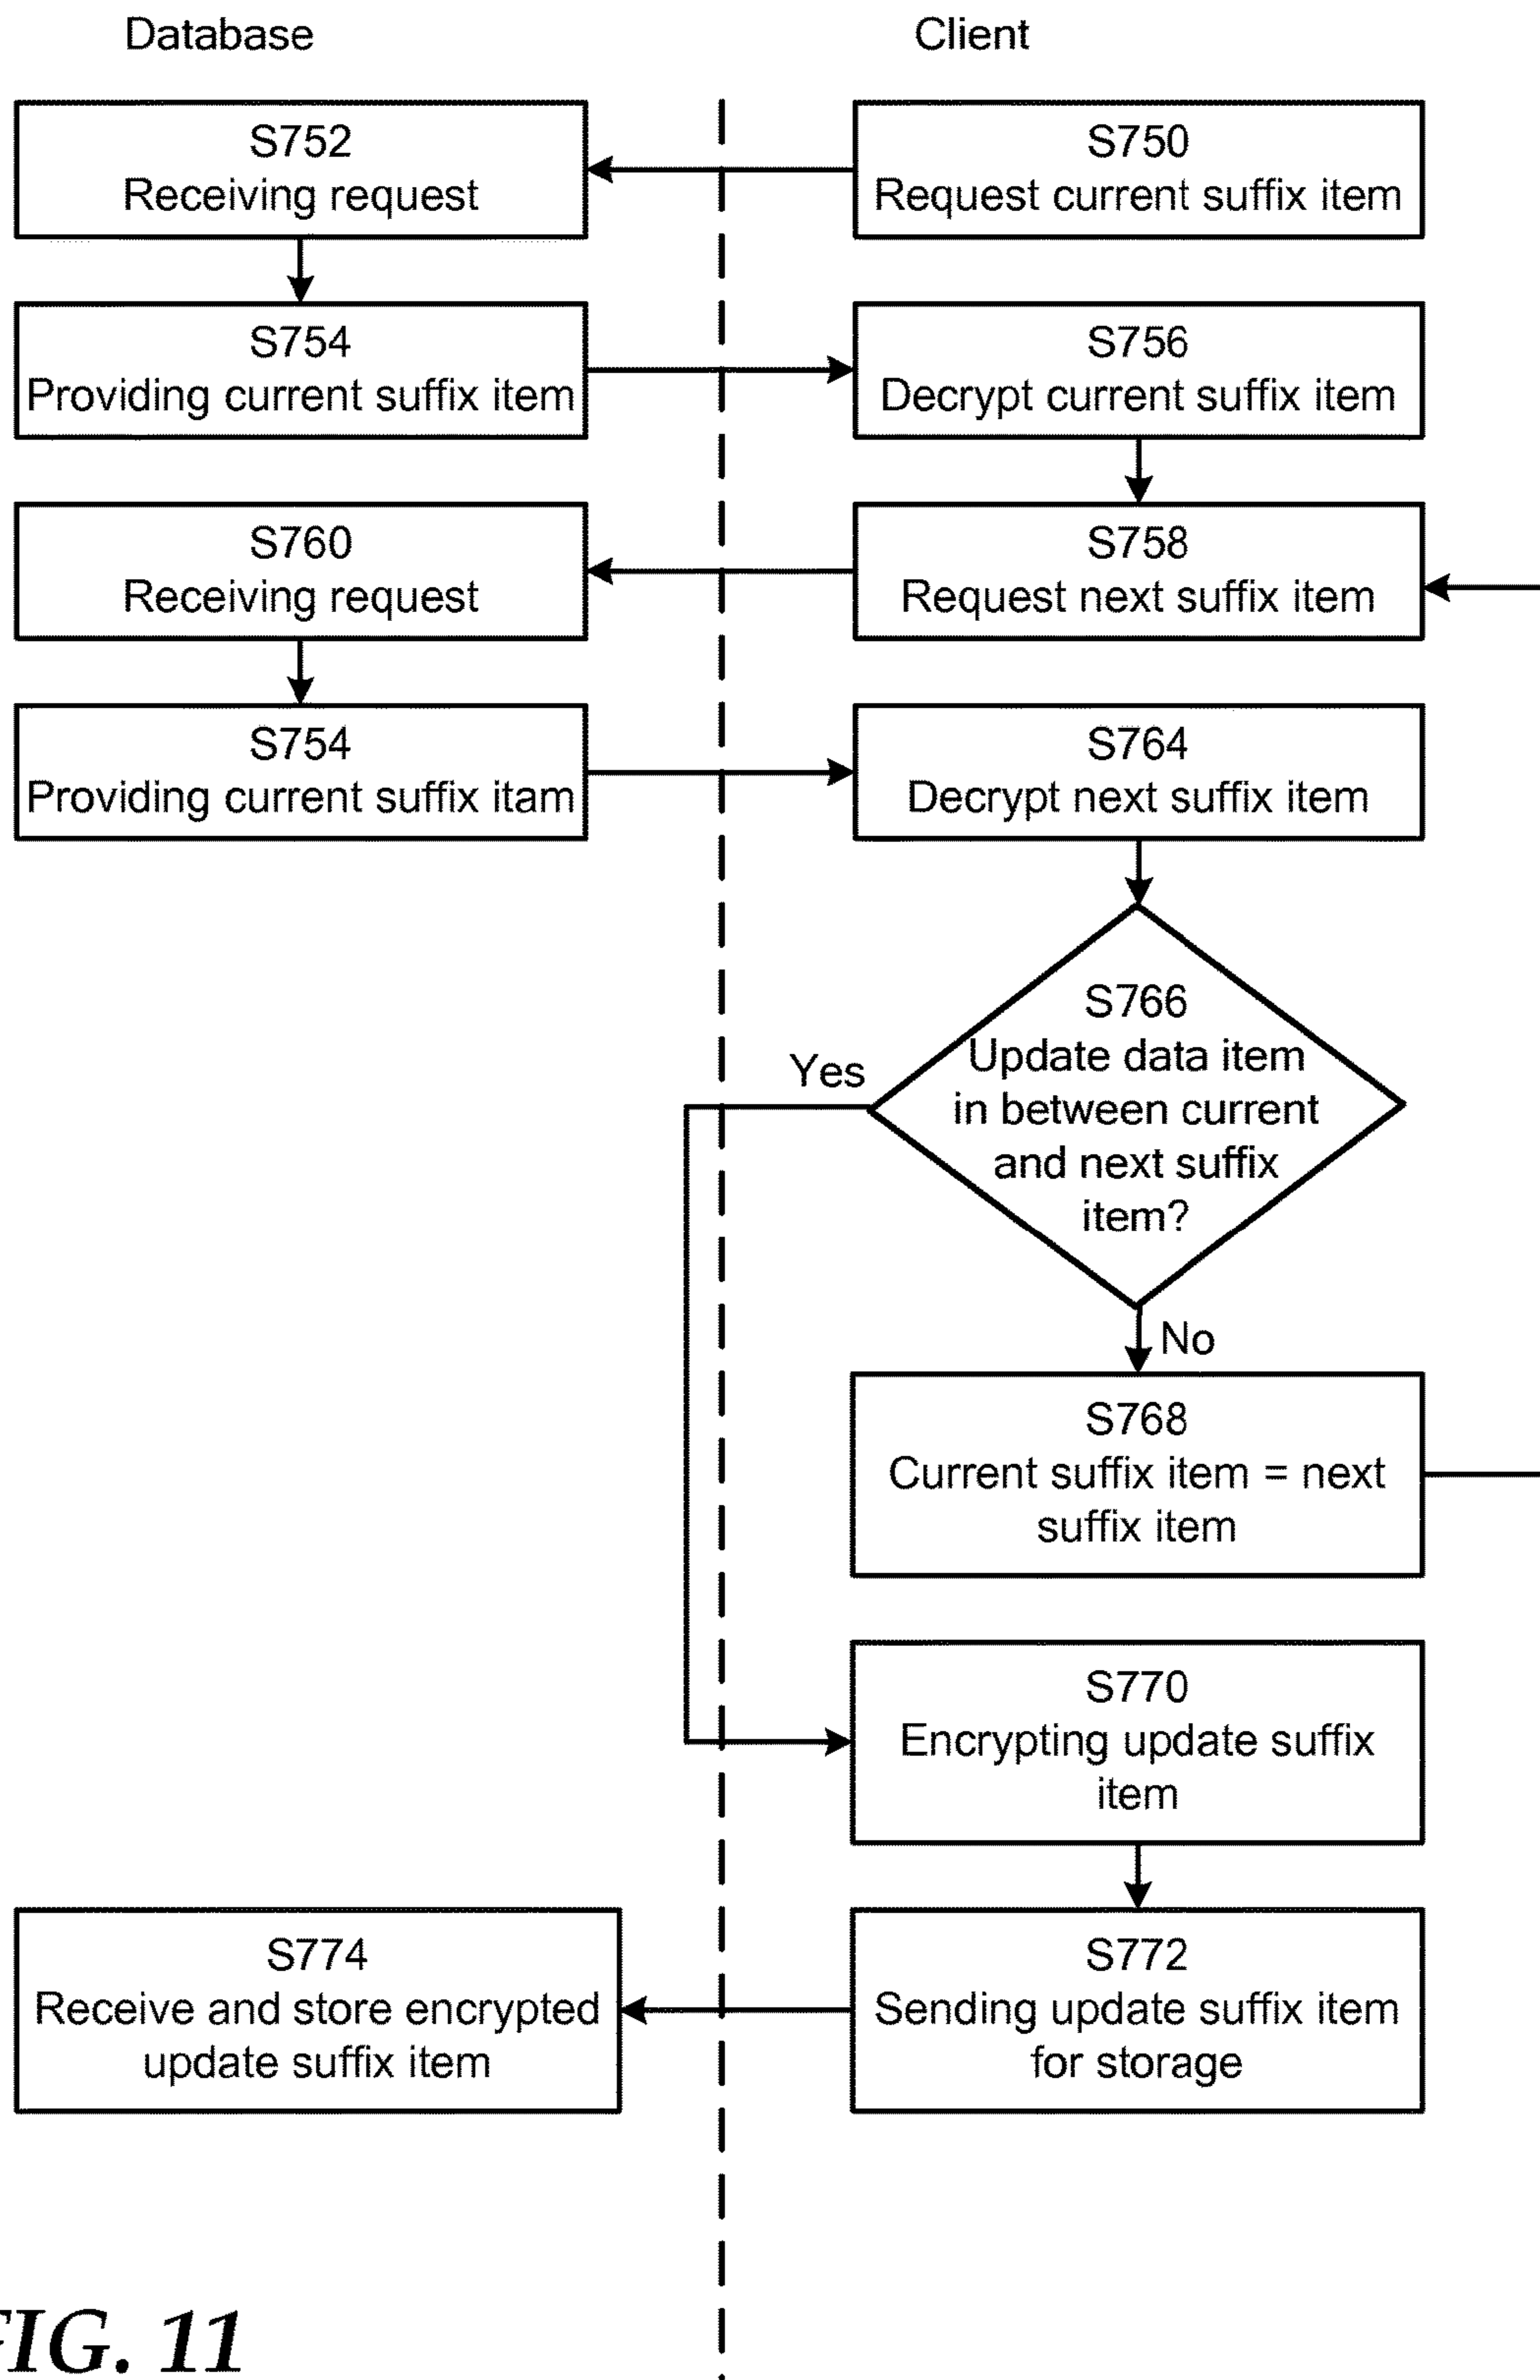 Database
Client
S752
Receiving request
S750
Request current suffix item
S754
Providing current suffix item
S756
Decrypt current suffix item
S760
Receiving request
S758
Request next suffix item
S754
Providing current suffix itam
S764
Decrypt next suffix item
S766
Update data item
in between current
and next suffix
item?
Yes
No
S768
Current suffix item = next
suffix item
S770
Encrypting update suffix
item
S774
Receive and store encrypted
update suffix item
S772
Sending update suffix item
for storage
FIG. 11